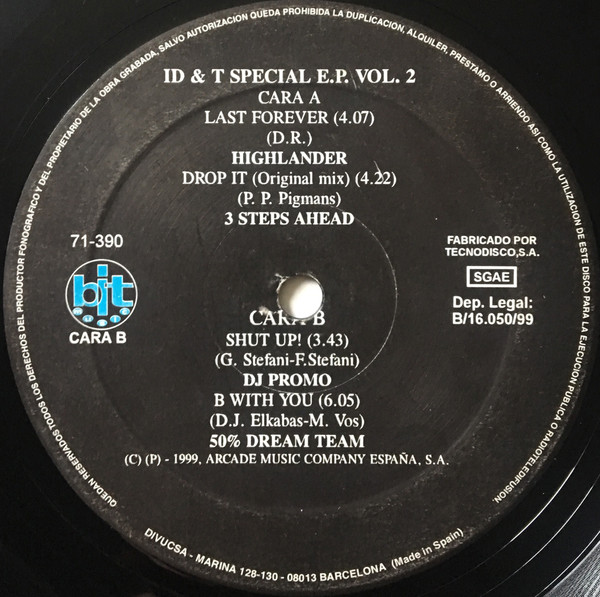 QUEDAN RESERVADOS TODOS LOS DERECHOS DEL PRODUCTOR FONOGRAFICO Y DEL PROPIETARIO DE LA OBRA GRABADA, SALVO AUTORIZACION QUEDA PROHIBIDA LA DUPLICACION, ALQUILER, PRESTAMO O ARRIENDO ASI COMO LA UTILIZACION DE ESTE DISCO PARA LA EJECUCION PUBLICA O RADIOTELEDIFUSION.
ID & T SPECIAL E.P. VOL. 2
CARA A
LAST FOREVER (4.07)
(D.R.)
HIGHLANDER
DROP IT (Original mix) (4.22)
(P. P. Pigmans)
3 STEPS AHEAD
71-390
bit
MUSIC
CARA B
FABRICADO POR
TECNODISCO,S.A.
SGAE
Dep. Legal:
B/16.050/99
CARA B
SHUT UP! (3.43)
(G. Stefani-F.Stefani)
DJ PROMO
B WITH YOU (6.05)
(D.J. Elkabas-M. Vos)
50% DREAM TEAM
(C) (P) - 1999, ARCADE MUSIC COMPANY ESPAÑA, S.A.
DIVUCSA - MARINA 128-130 - 08013 BARCELONA (Made in Spain)